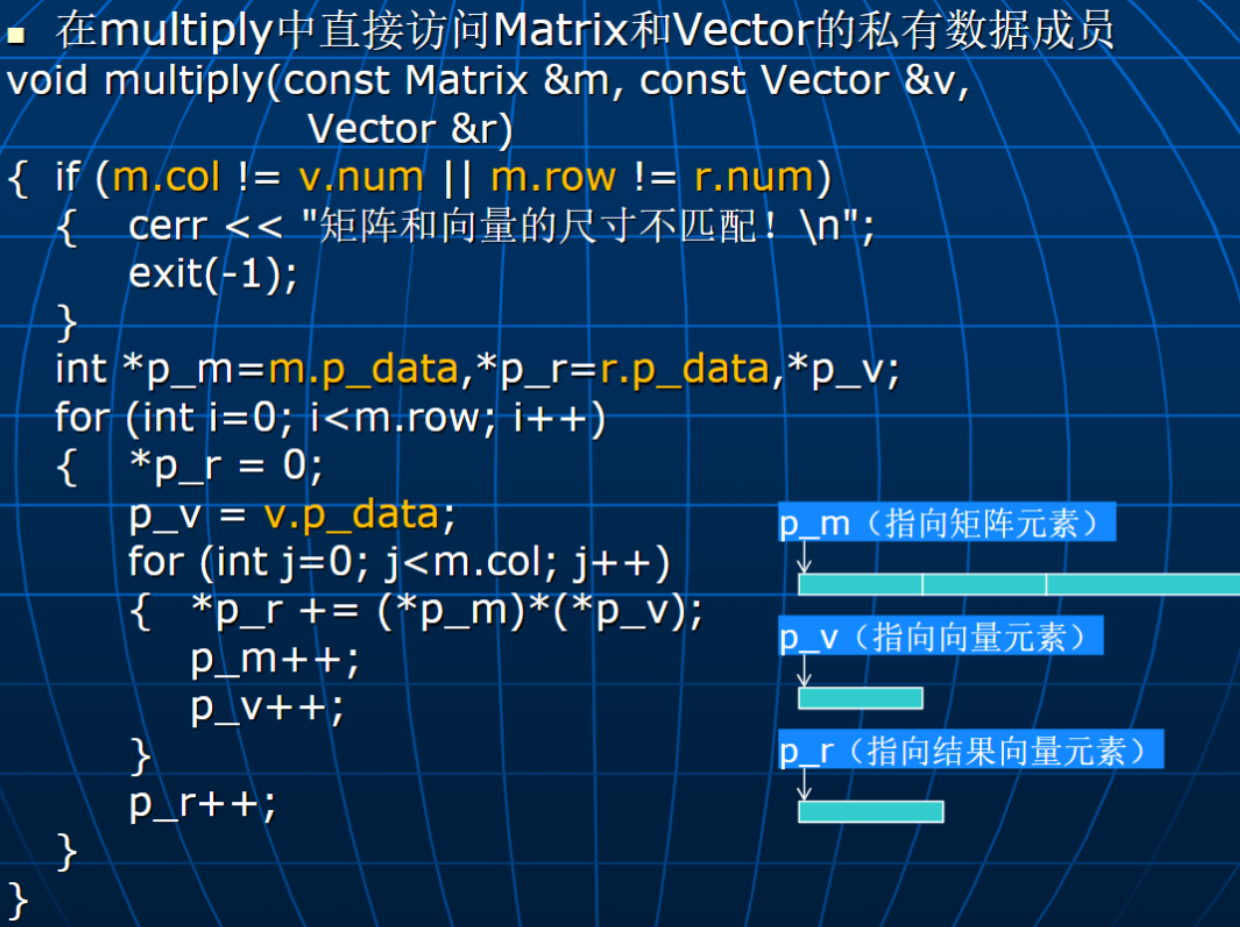 在multiply中直接访问Matrix和Vector的私有数据成员
void multiply(const Matrix &m, const Vector &v,
Vector &r)
{ if (m.col != v.num || m.row != r.num)
{ cerr << "矩阵和向量的尺寸不匹配！\n";
exit(-1);
}
int *p_m=m.p_data,*p_r=r.p_data,*p_v;
for (int i=0; i<m.row; i++)
{ *p_r = 0;
p_v = v.p_data;
for (int j=0; j<m.col; j++)
{ *p_r += (*p_m)*(*p_v);
p_m++;
p_v++;
}
p_r++;
}
}
p_m（指向矩阵元素）
p_v（指向向量元素）
p_r（指向结果向量元素）